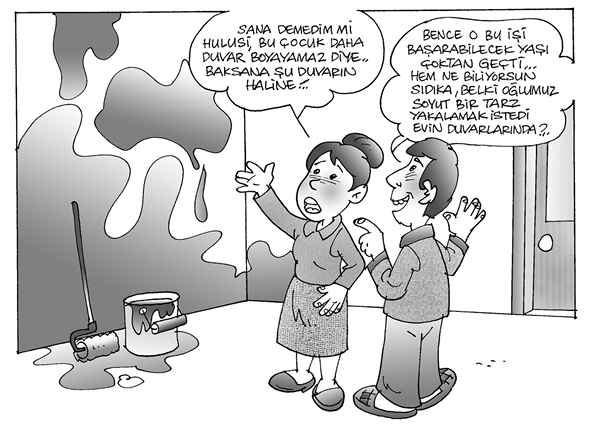 SANA DEMEDİM Mİ
HULUSİ, BU ÇOCUK DAHA
DUVAR BOYAYAMAZ DİYE..
BAKSANA ŞU DUVARIN
HALİNE!..
BENCE O BU İŞİ
BAŞARABİLECEK YAŞI
ÇOKTAN GEÇTİ...
HEM NE BİLİYORSUN
SIDIKA, BELKİ OĞLUMUZ
SOYUT BİR TARZ
YAKALAMAK İSTEDİ
EVİN DUVARLARINDA?..